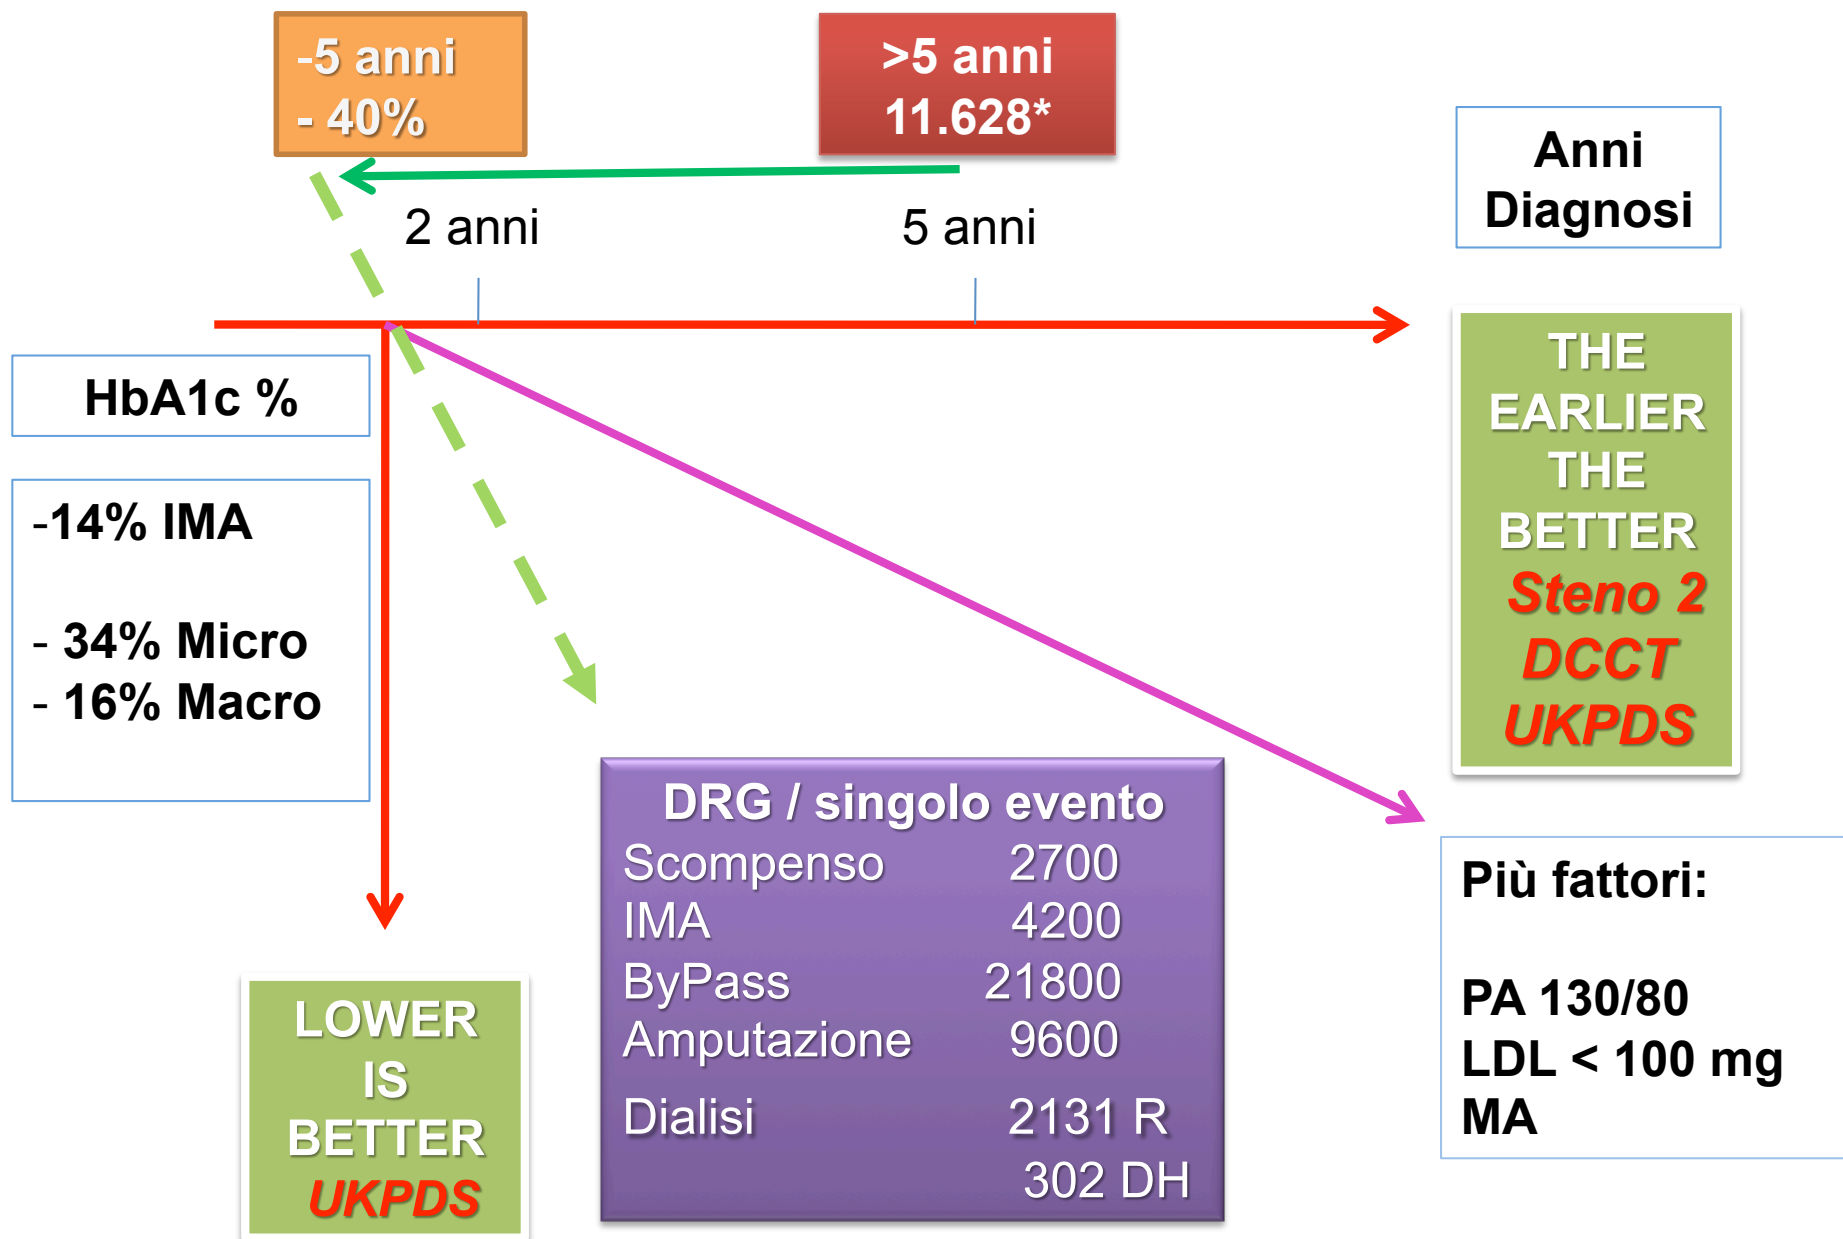 -5 anni
- 40%
>5 anni
11.628*
Anni
Diagnosi
2 anni
5 anni
HbA1c %
-14% IMA
- 34% Micro
- 16% Macro
THE
EARLIER
THE
BETTER
Steno 2
DCCT
UKPDS
LOWER
IS
BETTER
UKPDS
DRG / singolo evento
Scompenso 2700
IMA 4200
ByPass 21800
Amputazione 9600
Dialisi 2131 R
302 DH
Più fattori:
PA 130/80
LDL < 100 mg
MA